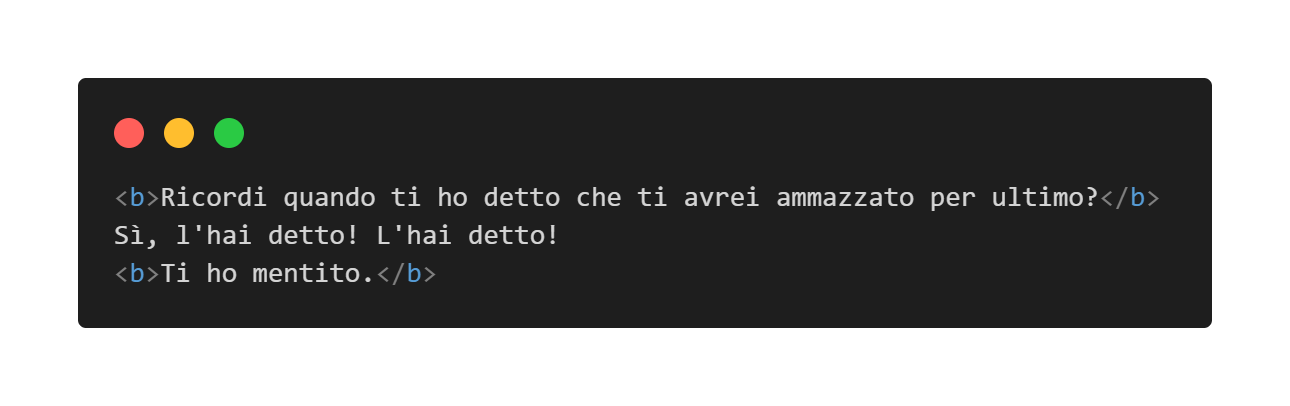 <b>Ricordi quando ti ho detto che ti avrei ammazzato per ultimo?</b>
Sì, l'hai detto! L'hai detto!
<b>Ti ho mentito.</b>